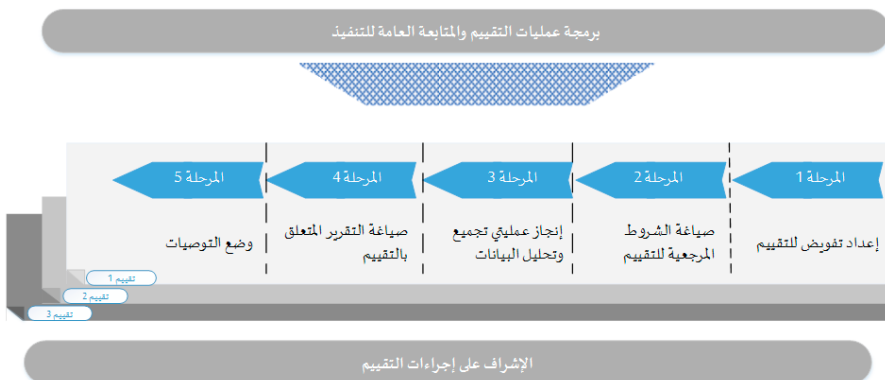 برمجة عمليات التقييم والمتابعة العامة للتنفيذ
المرحلة 1
المرحلة 2
المرحلة 3
المرحلة 4
المرحلة 5
إعداد تفويض للتقييم
صياغة الشروط
المرجعية للتقييم
إنجاز عمليتي تجميع
وتحليل البيانات
صياغة التقرير المتعلق
بالتقييم
وضع التوصيات
تقييم 1
تقييم 2
تقييم 3
الإشراف على إجراءات التقييم